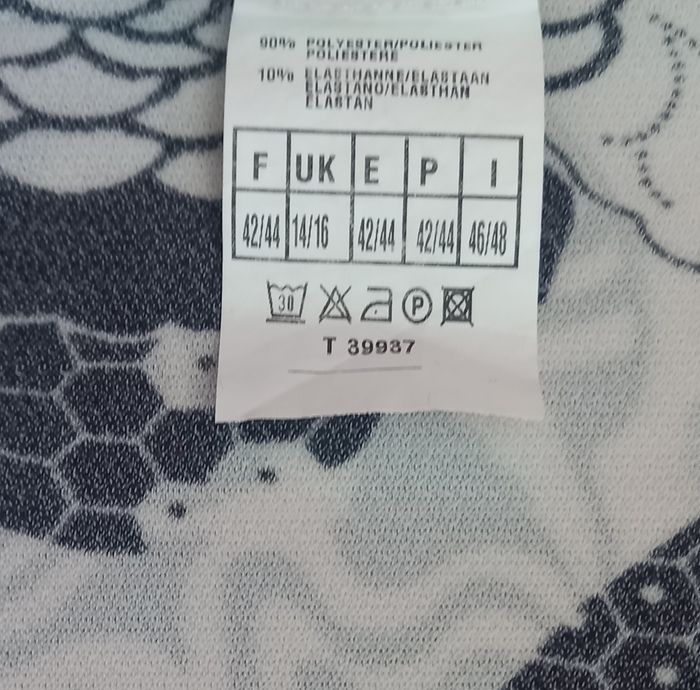 90% POLYESTER/POLIESTER
POLIESTERE
10% ELASTHANNE/ELASTAAN
ELASTANO/ELASTHAN
ELASTAN
F UK E P I
42/44 14/16 42/44 42/44 46/48
30 P
T 39937